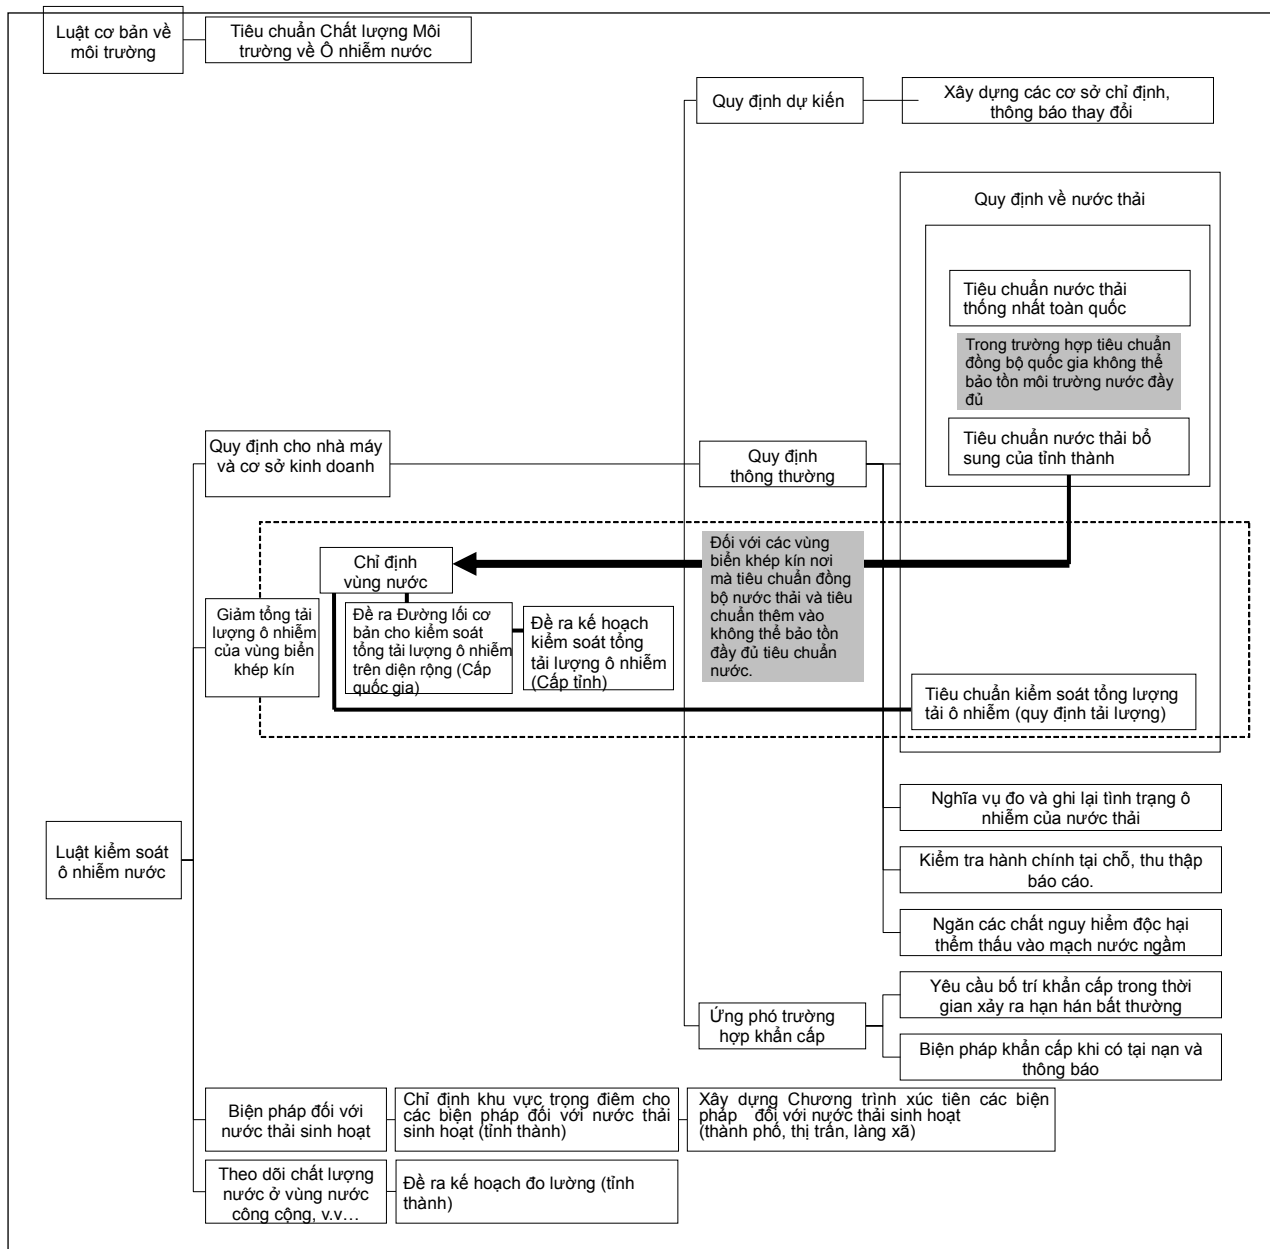 Luật cơ bản về
môi trường
Tiêu chuẩn Chất lượng Môi
trường về Ô nhiễm nước
Quy định dự kiến
Xây dựng các cơ sở chỉ định,
thông báo thay đổi
Quy định về nước thải
Tiêu chuẩn nước thải
thống nhất toàn quốc
Trong trường hợp tiêu chuẩn
đồng bộ quốc gia không thể
bảo tồn môi trường nước đầy
đủ
Tiêu chuẩn nước thải bổ
sung của tỉnh thành
Quy định cho nhà máy
và cơ sở kinh doanh
Quy định
thông thường
Chỉ định
vùng nước
Đối với các vùng
biển khép kín nơi
mà tiêu chuẩn đồng
bộ nước thải và tiêu
chuẩn thêm vào
không thể bảo tồn
đầy đủ tiêu chuẩn
nước.
Giảm tổng tải
lượng ô nhiễm
của vùng biển
khép kín
Đề ra Đường lối cơ
bản cho kiểm soát
tổng tải lượng ô nhiễm
trên diện rộng (Cấp
quốc gia)
Đề ra kế hoạch
kiểm soát tổng
tải lượng ô nhiễm
(Cấp tỉnh)
Tiêu chuẩn kiểm soát tổng lượng
tải ô nhiễm (quy định tải lượng)
Luật kiểm soát
ô nhiễm nước
Nghĩa vụ đo và ghi lại tình trạng ô
nhiễm của nước thải
Kiểm tra hành chính tại chỗ, thu thập
báo cáo.
Ngăn các chất nguy hiểm độc hại
thểm thấu vào mạch nước ngầm
Ứng phó trường
hợp khẩn cấp
Yêu cầu bố trí khẩn cấp trong thời
gian xảy ra hạn hán bất thường
Biện pháp khẩn cấp khi có tại nạn và
thông báo
Biện pháp đối với
nước thải sinh hoạt
Chỉ định khu vực trọng điêm cho
các biện pháp đối với nước thải
sinh hoạt (tỉnh thành)
Xây dựng Chương trình xúc tiên các biện
pháp đối với nước thải sinh hoạt
(thành phố, thị trấn, làng xã)
Theo dõi chất lượng
nước ở vùng nước
công cộng, v.v…
Đề ra kế hoạch đo lường (tỉnh
thành)